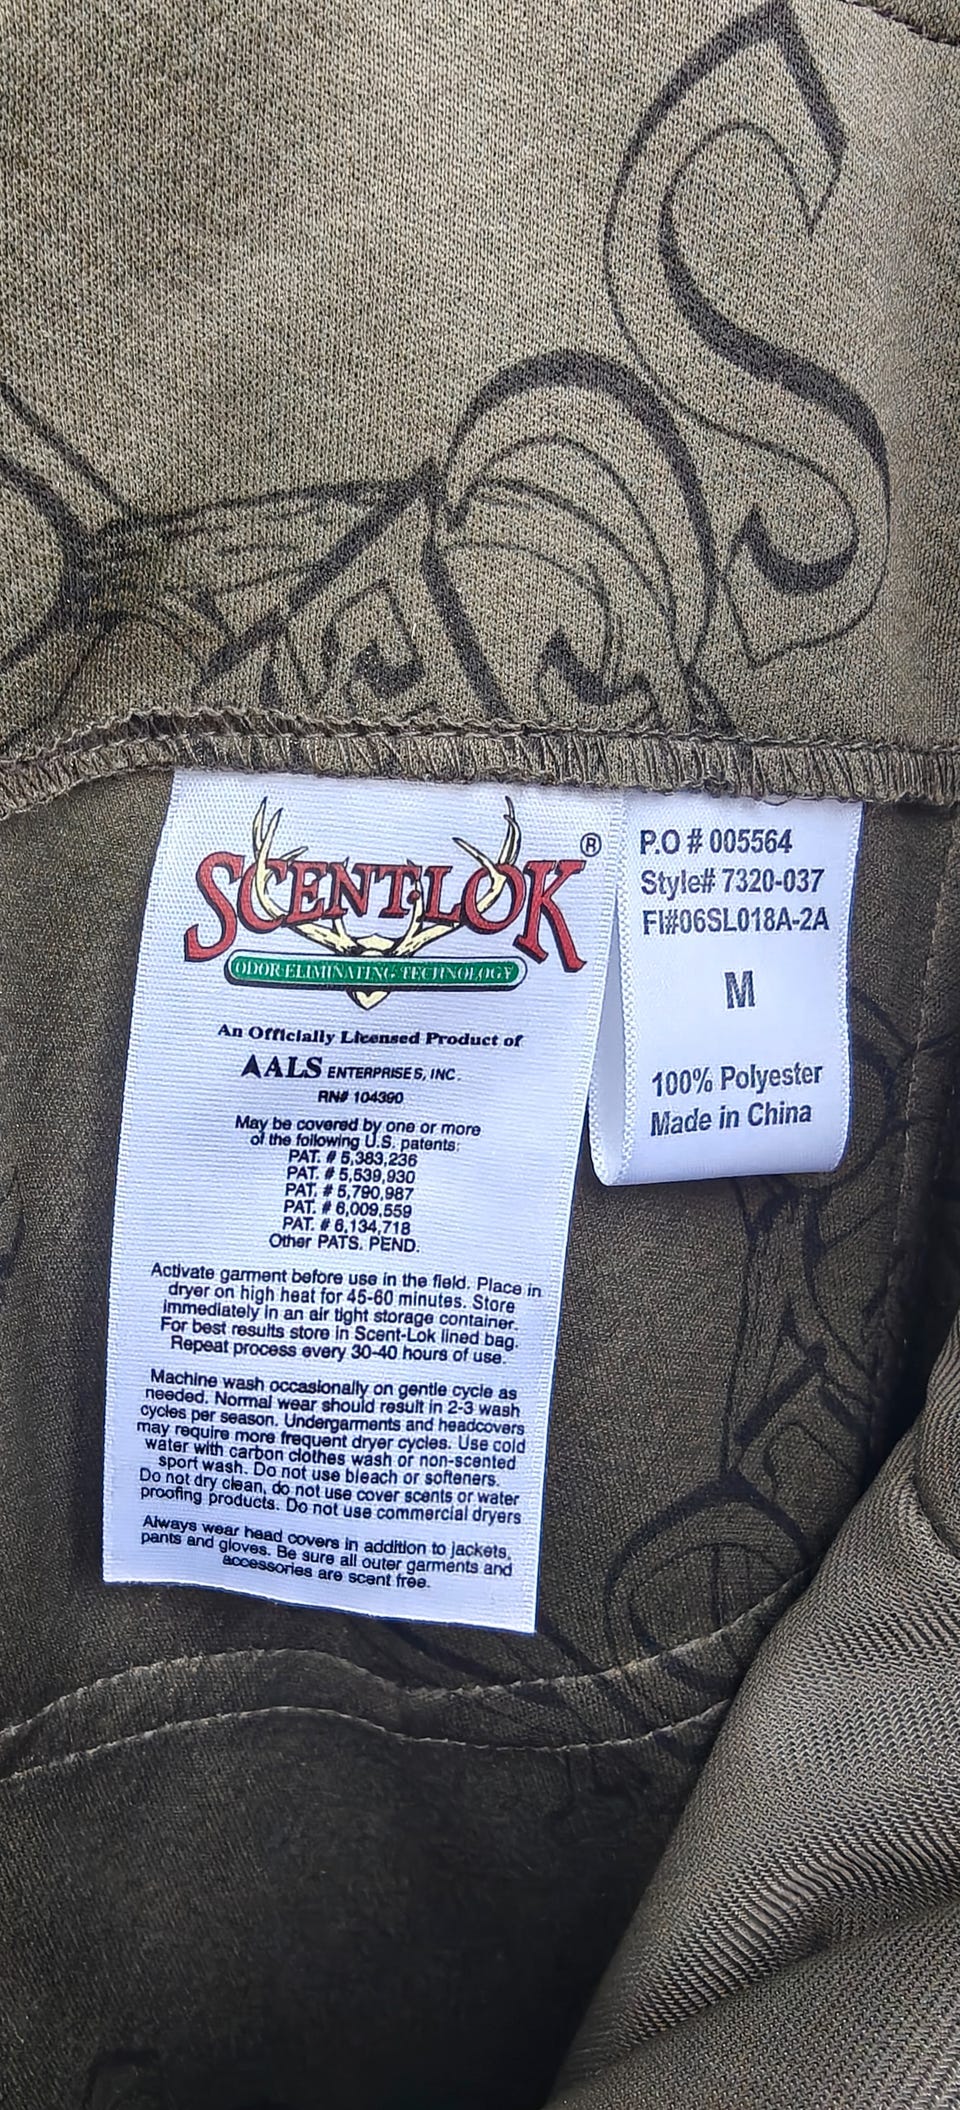 SCENT-LOK®
ODOR ELIMINATING TECHNOLOGY
An Officially Licensed Product of
AALS ENTERPRISES, INC.
RN# 104390
May be covered by one or more
of the following U.S. patents:
PAT. # 5,383,236
PAT. # 5,539,930
PAT. # 5,790,987
PAT. # 6,009,559
PAT. # 6,134,718
Other PATS. PEND.
Activate garment before use in the field. Place in
dryer on high heat for 45-60 minutes. Store
immediately in an air tight storage container.
For best results store in Scent-Lok lined bag.
Repeat process every 30-40 hours of use.
Machine wash occasionally on gentle cycle as
needed. Normal wear should result in 2-3 wash
cycles per season. Undergarments and headcovers
may require more frequent dryer cycles. Use cold
water with carbon clothes wash or non-scented
sport wash. Do not use bleach or softeners.
Do not dry clean, do not use cover scents or water
proofing products. Do not use commercial dryers
Always wear head covers in addition to jackets,
pants and gloves. Be sure all outer garments and
accessories are scent free.
P.O # 005564
Style# 7320-037
FI#06SL018A-2A
M
100% Polyester
Made in China